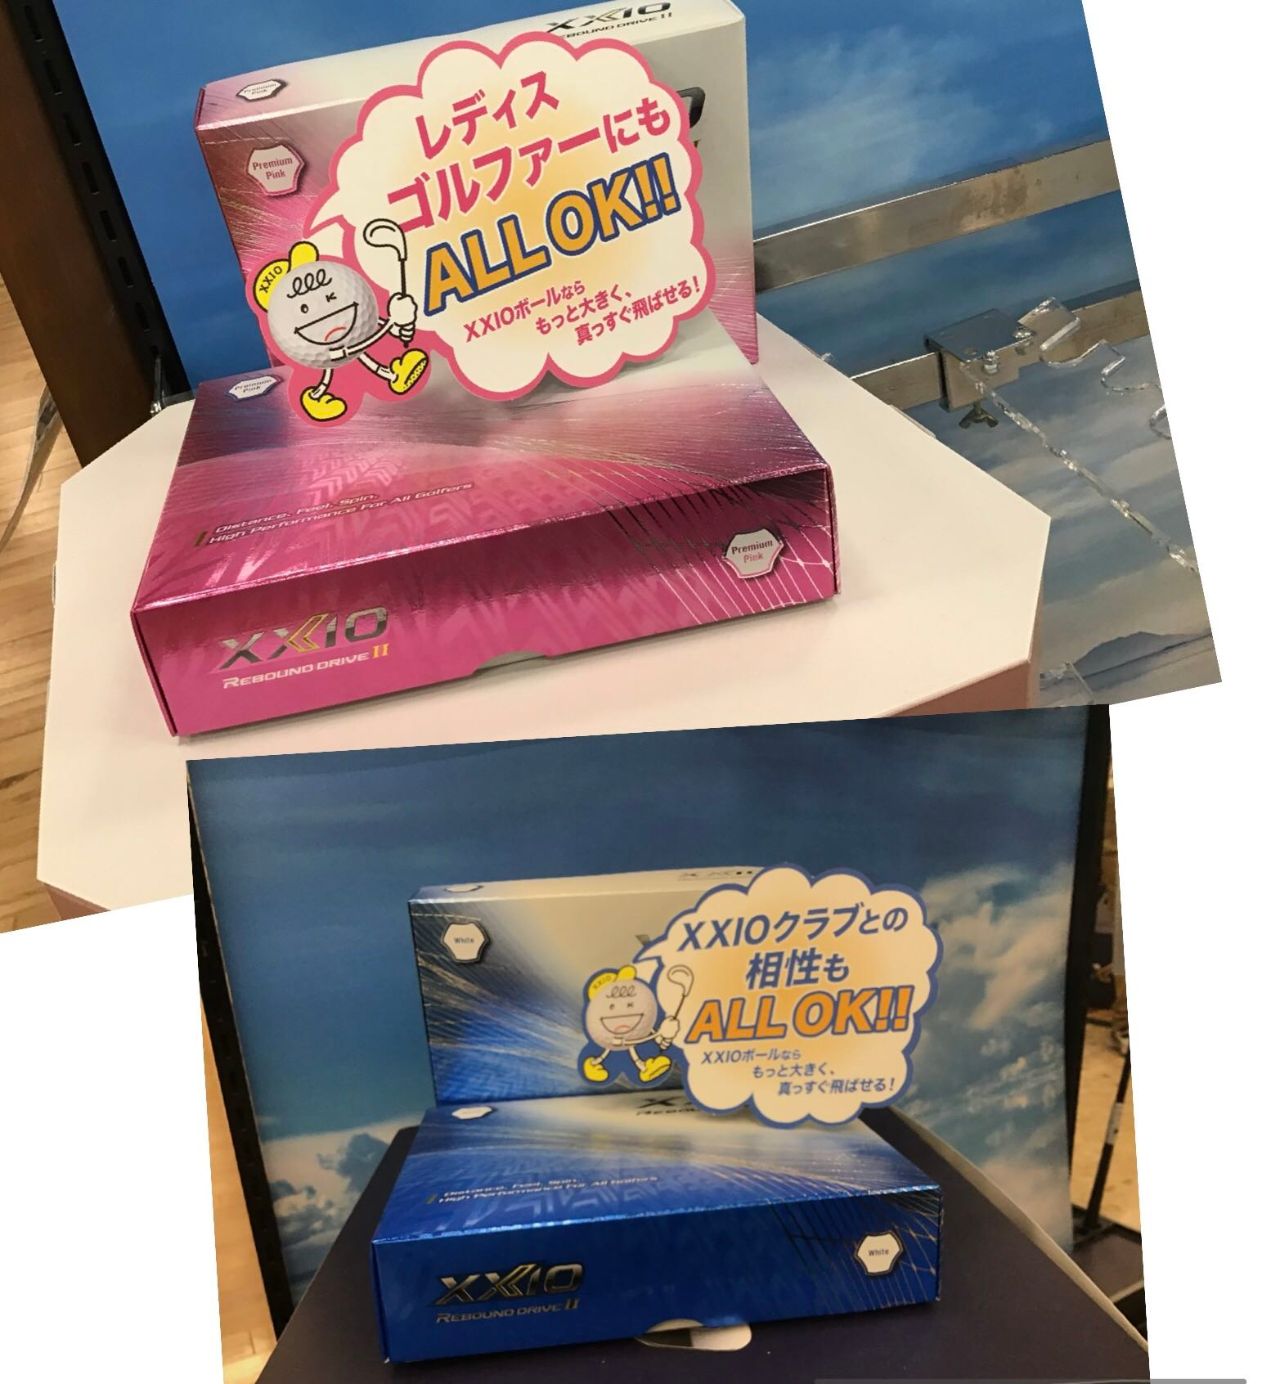 XXIO
REBOUND DRIVE II
Premium
Pink
Premium
Pink
レディス
ゴルファーにも
ALL OK!!
XXIOボールなら
もっと大きく、
真っすぐ飛ばせる!
XXIO
Premium
Pink
Distance, Feel, Spin,
High Performance For All Golfers
Premium
Pink
XXIO
REBOUND DRIVE II
White
XXIOクラブとの
相性も
ALL OK!!
XXIOボールなら
もっと大きく、
真っすぐ飛ばせる!
XXIO
Distance, Feel, Spin,
High Performance For All Golfers
White
XXIO
REBOUND DRIVE II